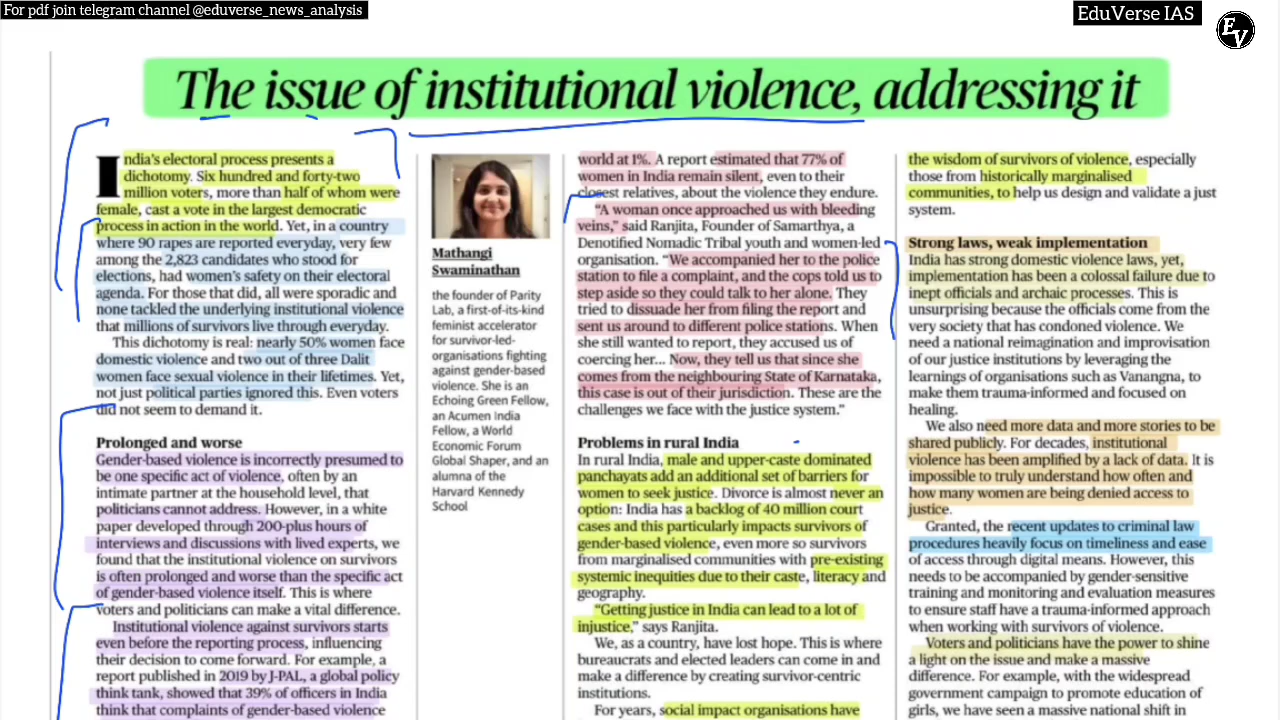 For pdf join telegram channel @eduverse_news_analysis
EduVerse IAS
EV
The issue of institutional violence, addressing it
India's electoral process presents a
dichotomy. Six hundred and forty-two
million voters, more than half of whom were
female, cast a vote in the largest democratic
process in action in the world. Yet, in a country
where 90 rapes are reported everyday, very few
among the 2,823 candidates who stood for
elections, had women's safety on their electoral
agenda. For those that did, all were sporadic and
none tackled the underlying institutional violence
that millions of survivors live through everyday.
This dichotomy is real: nearly 50% women face
domestic violence and two out of three Dalit
women face sexual violence in their lifetimes. Yet,
not just political parties ignored this. Even voters
did not seem to demand it.
Prolonged and worse
Gender-based violence is incorrectly presumed to
be one specific act of violence, often by an
intimate partner at the household level, that
politicians cannot address. However, in a white
paper developed through 200-plus hours of
interviews and discussions with lived experts, we
found that the institutional violence on survivors
is often prolonged and worse than the specific act
of gender-based violence itself. This is where
voters and politicians can make a vital difference.
Institutional violence against survivors starts
even before the reporting process, influencing
their decision to come forward. For example, a
report published in 2019 by J-PAL, a global policy
think tank, showed that 39% of officers in India
think that complaints of gender-based violence
Mathangi
Swaminathan
the founder of Parity
Lab, a first-of-its-kind
feminist accelerator
for survivor-led-
organisations fighting
against gender-based
violence. She is an
Echoing Green Fellow,
an Acumen India
Fellow, a World
Economic Forum
Global Shaper, and an
alumna of the
Harvard Kennedy
School
world at 1%. A report estimated that 77% of
women in India remain silent, even to their
closest relatives, about the violence they endure.
"A woman once approached us with bleeding
veins," said Ranjita, Founder of Samarthya, a
Denotified Nomadic Tribal youth and women-led
organisation. "We accompanied her to the police
station to file a complaint, and the cops told us to
step aside so they could talk to her alone. They
tried to dissuade her from filing the report and
sent us around to different police stations. When
she still wanted to report, they accused us of
coercing her... Now, they tell us that since she
comes from the neighbouring State of Karnataka,
this case is out of their jurisdiction. These are the
challenges we face with the justice system."
Problems in rural India
In rural India, male and upper-caste dominated
panchayats add an additional set of barriers for
women to seek justice. Divorce is almost never an
option: India has a backlog of 40 million court
cases and this particularly impacts survivors of
gender-based violence, even more so survivors
from marginalised communities with pre-existing
systemic inequities due to their caste, literacy and
geography.
"Getting justice in India can lead to a lot of
injustice," says Ranjita.
We, as a country, have lost hope. This is where
bureaucrats and elected leaders can come in and
make a difference by creating survivor-centric
institutions.
For years, social impact organisations have
the wisdom of survivors of violence, especially
those from historically marginalised
communities, to help us design and validate a just
system.
Strong laws, weak implementation
India has strong domestic violence laws, yet,
implementation has been a colossal failure due to
inept officials and archaic processes. This is
unsurprising because the officials come from the
very society that has condoned violence. We
need a national reimagination and improvisation
of our justice institutions by leveraging the
learnings of organisations such as Vanangna, to
make them trauma-informed and focused on
healing.
We also need more data and more stories to be
shared publicly. For decades, institutional
violence has been amplified by a lack of data. It is
impossible to truly understand how often and
how many women are being denied access to
justice.
Granted, the recent updates to criminal law
procedures heavily focus on timeliness and ease
of access through digital means. However, this
needs to be accompanied by gender-sensitive
training and monitoring and evaluation measures
to ensure staff have a trauma-informed approach
when working with survivors of violence.
Voters and politicians have the power to shine
a light on the issue and make a massive
difference. For example, with the widespread
government campaign to promote education of
girls, we have seen a massive national shift in